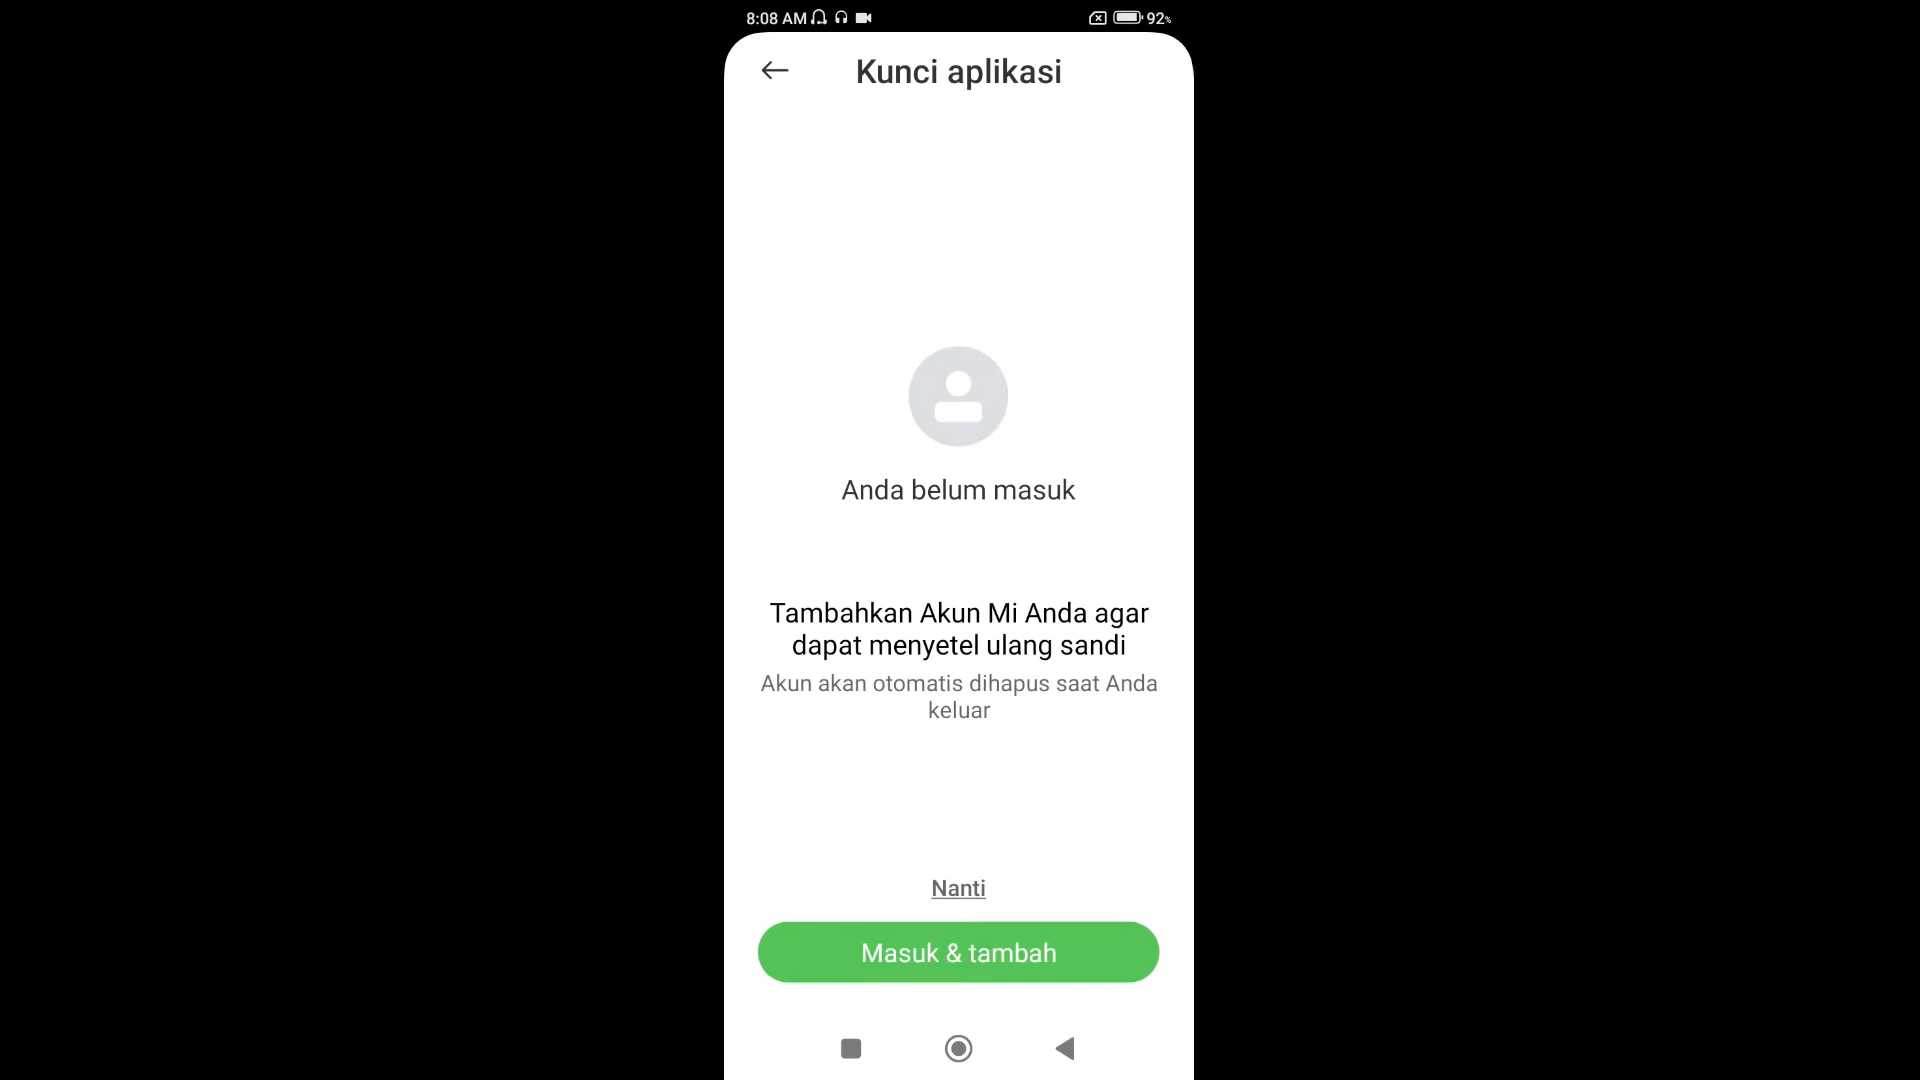 8:08 AM 92%
Kunci aplikasi
Anda belum masuk
Tambahkan Akun Mi Anda agar
dapat menyetel ulang sandi
Akun akan otomatis dihapus saat Anda
keluar
Nanti
Masuk & tambah